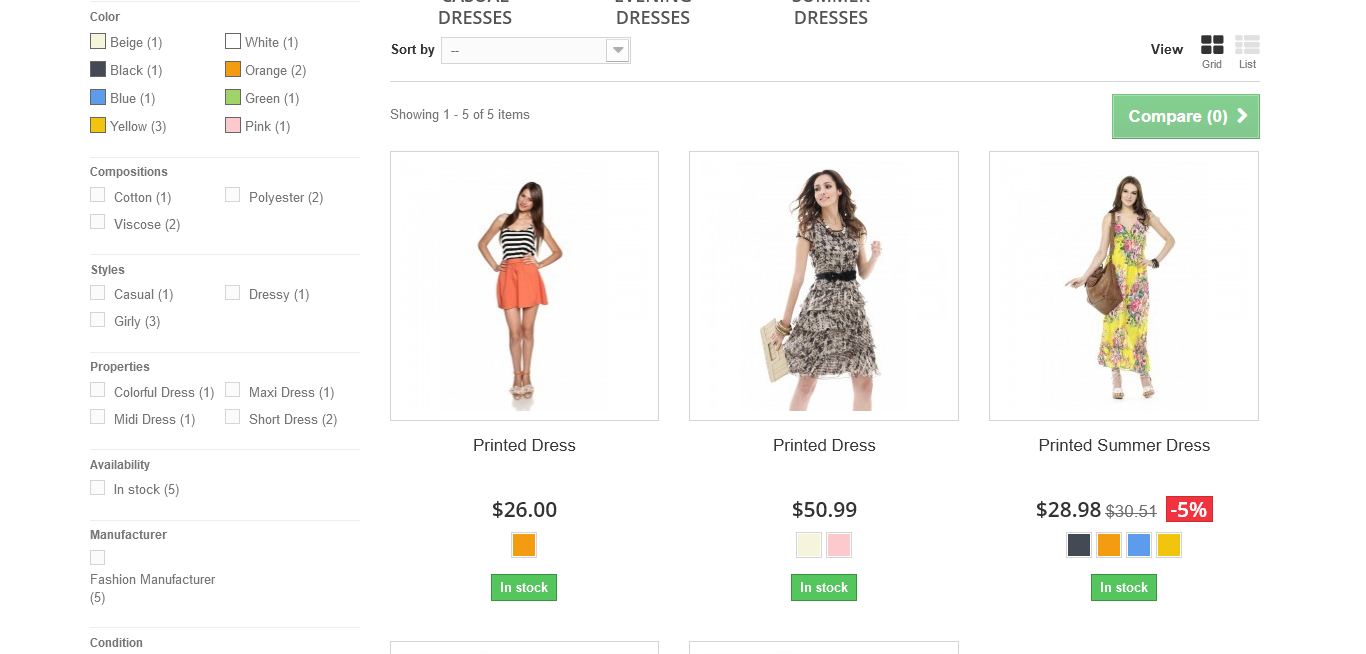 Color
Beige (1)
White (1)
Black (1)
Orange (2)
Blue (1)
Green (1)
Yellow (3)
Pink (1)
Compositions
Cotton (1)
Polyester (2)
Viscose (2)
Styles
Casual (1)
Dressy (1)
Girly (3)
Properties
Colorful Dress (1)
Maxi Dress (1)
Midi Dress (1)
Short Dress (2)
Availability
In stock (5)
Manufacturer
Fashion Manufacturer
(5)
Condition
CASUAL
DRESSES
EVENING
DRESSES
SUMMER
DRESSES
Sort by
--
View
Grid
List
Showing 1 - 5 of 5 items
Compare (0)
Printed Dress
$26.00
In stock
Printed Dress
$50.99
In stock
Printed Summer Dress
$28.98 $30.51 -5%
In stock